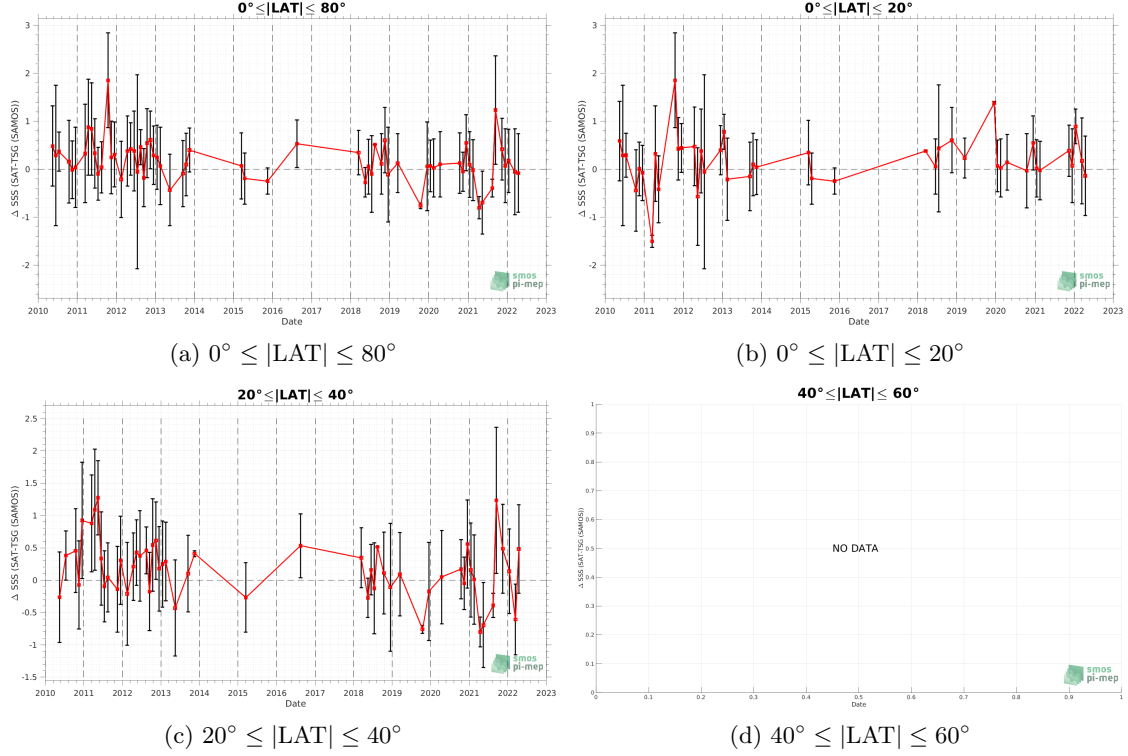 0°≤|LAT|≤ 80°
Δ SSS (SAT-TSG (SAMOS))
3
2
1
0
-1
-2
2010 2011 2012 2013 2014 2015 2016 2017 2018 2019 2020 2021 2022 2023
Date
smos
pi-mep
(a) 0° ≤ |LAT| ≤ 80°
0°≤|LAT|≤ 20°
Δ SSS (SAT-TSG (SAMOS))
3
2
1
0
-1
-2
2010 2011 2012 2013 2014 2015 2016 2017 2018 2019 2020 2021 2022 2023
Date
smos
pi-mep
(b) 0° ≤ |LAT| ≤ 20°
20°≤|LAT|≤ 40°
Δ SSS (SAT-TSG (SAMOS))
2.5
2
1.5
1
0.5
0
-0.5
-1
-1.5
2010 2011 2012 2013 2014 2015 2016 2017 2018 2019 2020 2021 2022 2023
Date
smos
pi-mep
(c) 20° ≤ |LAT| ≤ 40°
40°≤|LAT|≤ 60°
Δ SSS (SAT-TSG (SAMOS))
1
0.9
0.8
0.7
0.6
0.5
0.4
0.3
0.2
0.1
0
NO DATA
0 0.1 0.2 0.3 0.4 0.5 0.6 0.7 0.8 0.9 1
Date
smos
pi-mep
(d) 40° ≤ |LAT| ≤ 60°